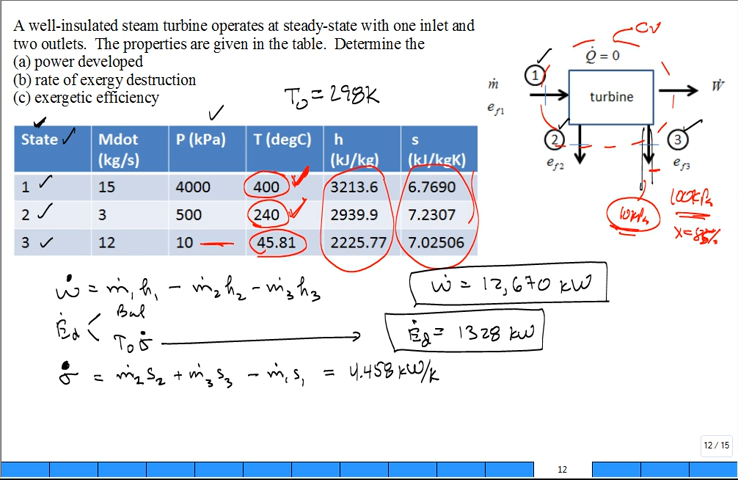 A well-insulated steam turbine operates at steady-state with one inlet and
two outlets. The properties are given in the table. Determine the
(a) power developed
(b) rate of exergy destruction
(c) exergetic efficiency
T₀ = 298K
CV
Q̇ = 0
1
ṁ
turbine
Ẇ
e_f1
2
3
e_f2
e_f3
10kPa
100kPa
State Mdot (kg/s) P (kPa) T (degC) h (kJ/kg) s (kJ/kgK)
1 15 4000 400 3213.6 6.7690
2 3 500 240 2939.9 7.2307
3 12 10 45.81 2225.77 7.02506
ẇ = ṁ₁h₁ − ṁ₂h₂ − ṁ₃h₃
ẇ = 12,670 kW
Ėd < Bal
T₀σ̇
Ėd = 1328 kW
σ̇ = ṁ₂s₂ + ṁ₃s₃ − ṁ₁s₁ = 4.458 kW/K
12 / 15
12